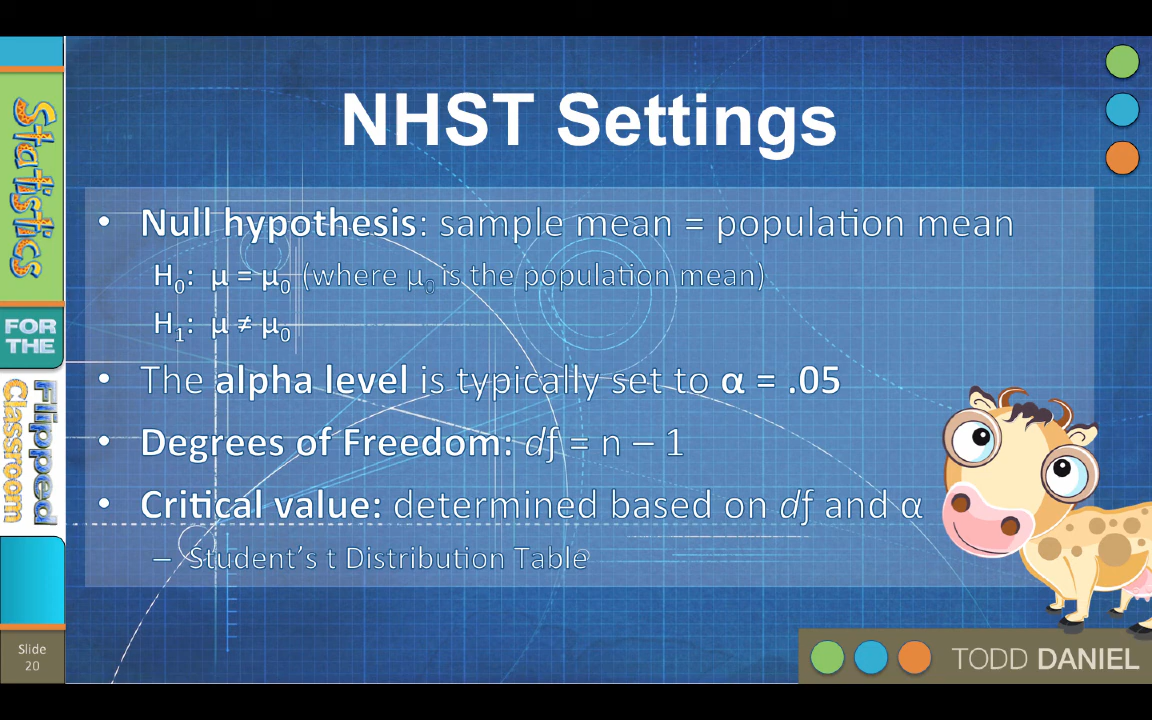 NHST Settings
• Null hypothesis: sample mean = population mean
H₀: μ = μ₀ (where μ₀ is the population mean)
H₁: μ ≠ μ₀
• The alpha level is typically set to α = .05
• Degrees of Freedom: df = n – 1
• Critical value: determined based on df and α
– Student's t Distribution Table
Statistics
FOR
THE
Flipped
Classroom
Slide
20
TODD DANIEL